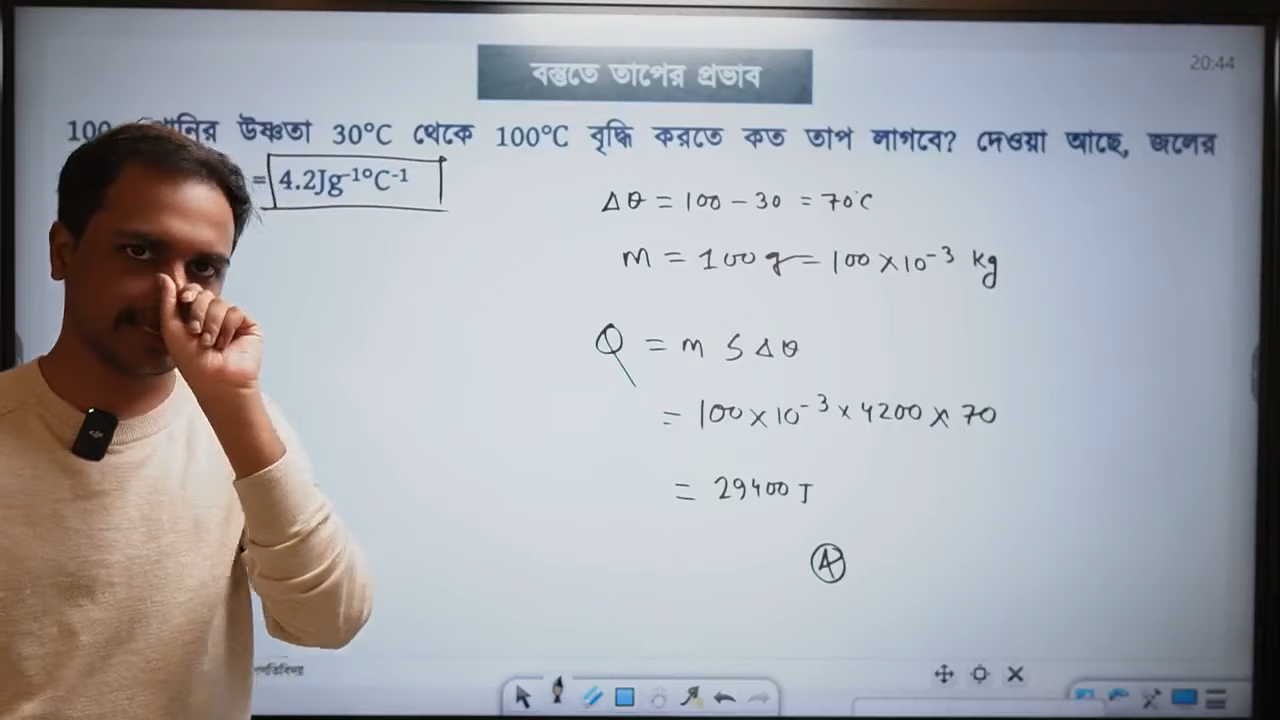 বস্তুতে তাপের প্রভাব
20:44
100 উষ্ণতা 30°C থেকে 100°C বৃদ্ধি করতে কত তাপ লাগবে? দেওয়া আছে, জলের
= 4.2Jg⁻¹°C⁻¹
Δθ = 100 − 30 = 70°C
m = 100 g = 100 × 10⁻³ kg
Q = m S Δθ
= 100 × 10⁻³ × 4200 × 70
= 29400 J
A